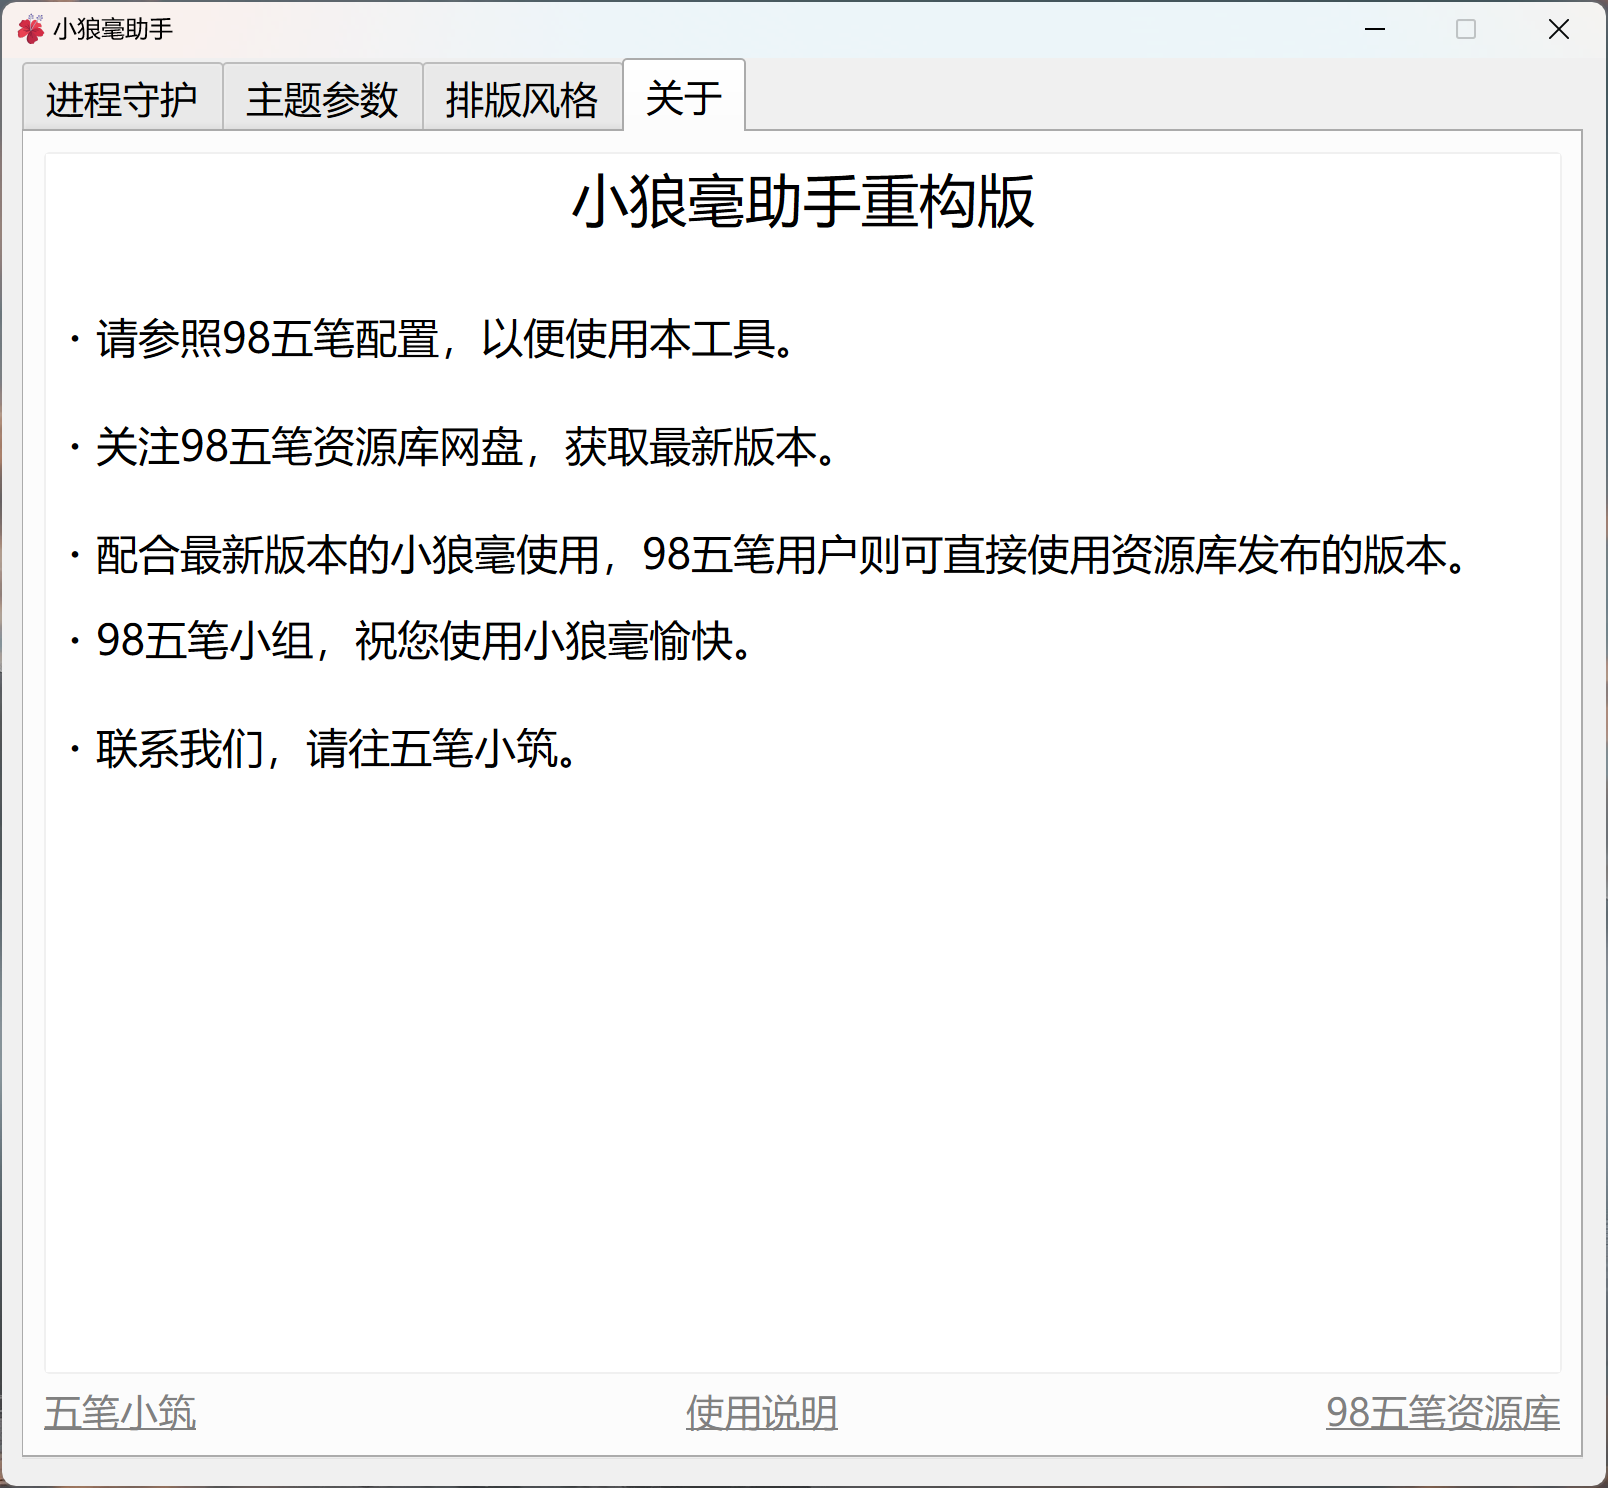 小狼毫助手
进程守护 主题参数 排版风格 关于
小狼毫助手重构版
· 请参照98五笔配置，以便使用本工具。
· 关注98五笔资源库网盘，获取最新版本。
· 配合最新版本的小狼毫使用，98五笔用户则可直接使用资源库发布的版本。
· 98五笔小组，祝您使用小狼毫愉快。
· 联系我们，请往五笔小筑。
五笔小筑 使用说明 98五笔资源库